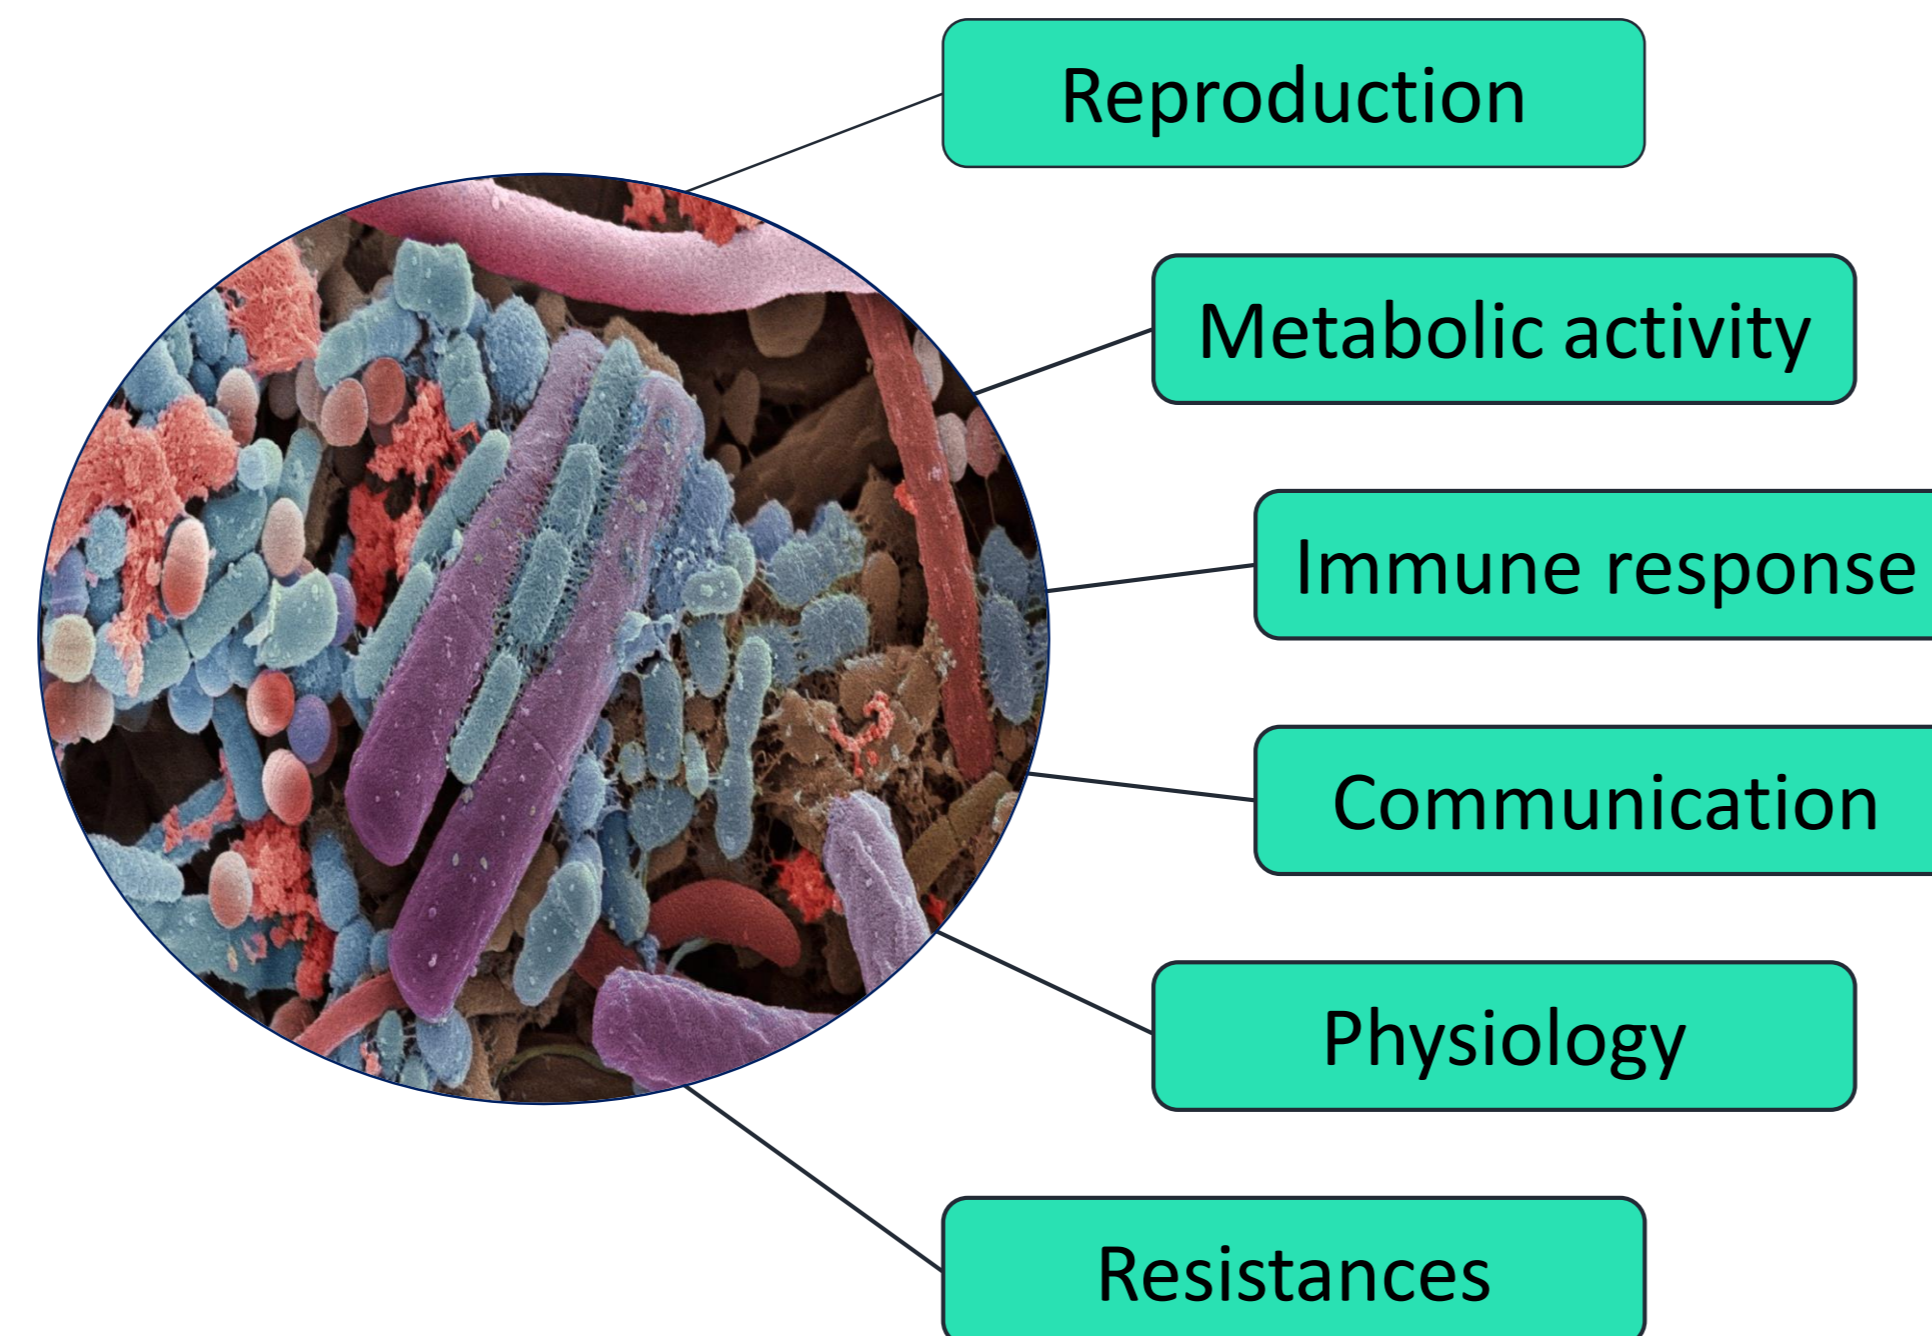 Reproduction
Metabolic activity
Immune response
Communication
Physiology
Resistances